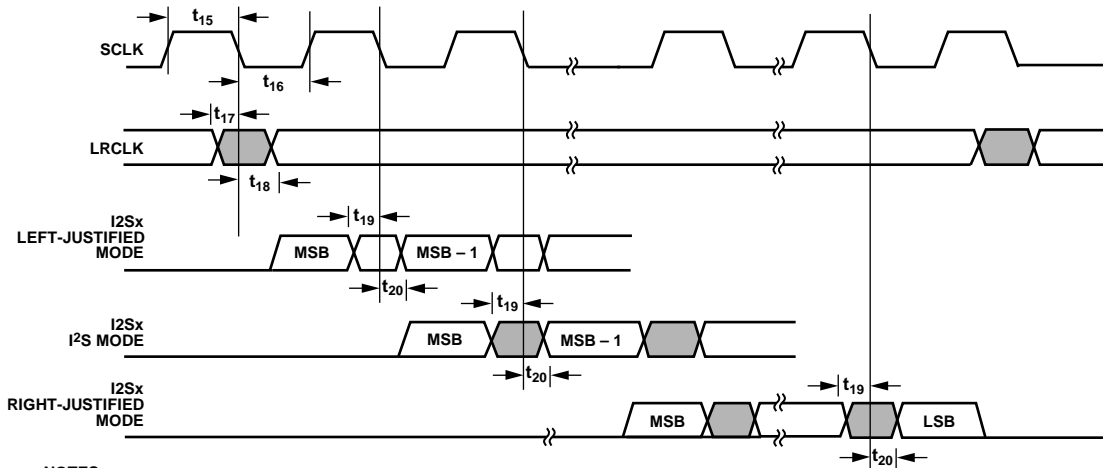 t15
SCLK
t16
t17
LRCLK
t18
I2Sx
LEFT-JUSTIFIED
MODE
t19
MSB
MSB – 1
t20
I2Sx
I²S MODE
t19
MSB
MSB – 1
t20
I2Sx
RIGHT-JUSTIFIED
MODE
t19
MSB
LSB
t20
NOTES